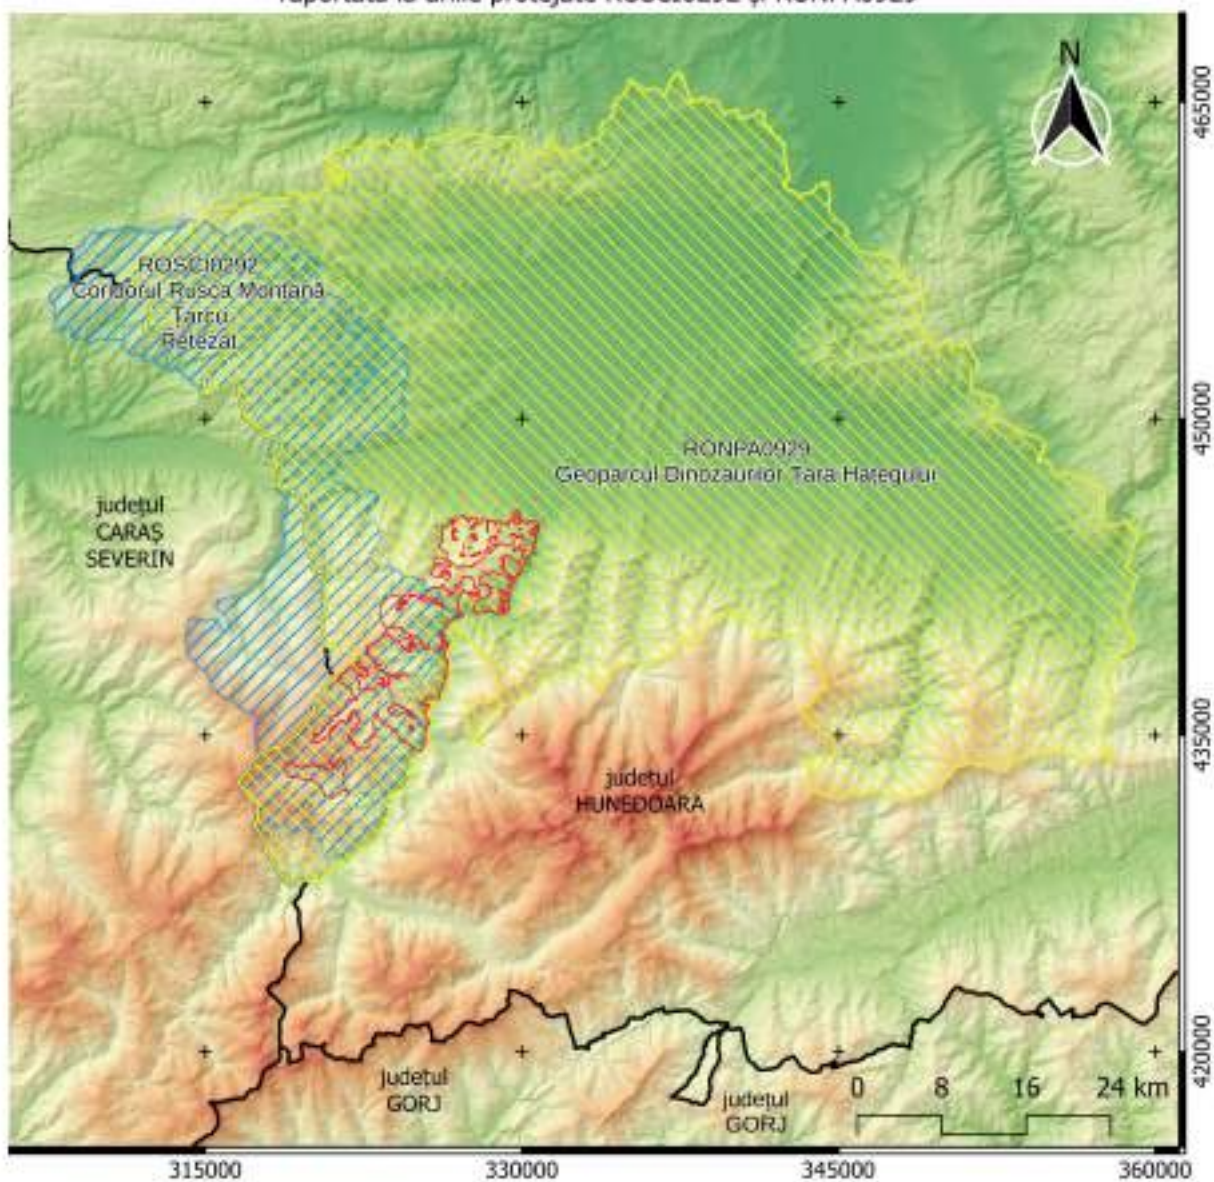 raportată la ariile protejate ROSCI0292 și RONPA0929
N
465000
ROSCI0292
Coridorul Rusca Montană
Țarcu
Retezat
450000
RONPA0929
Geoparcul Dinozaurilor Țara Hațegului
județul
CARAȘ
SEVERIN
435000
județul
HUNEDOARA
420000
județul
GORJ
județul
GORJ
0 8 16 24 km
315000 330000 345000 360000